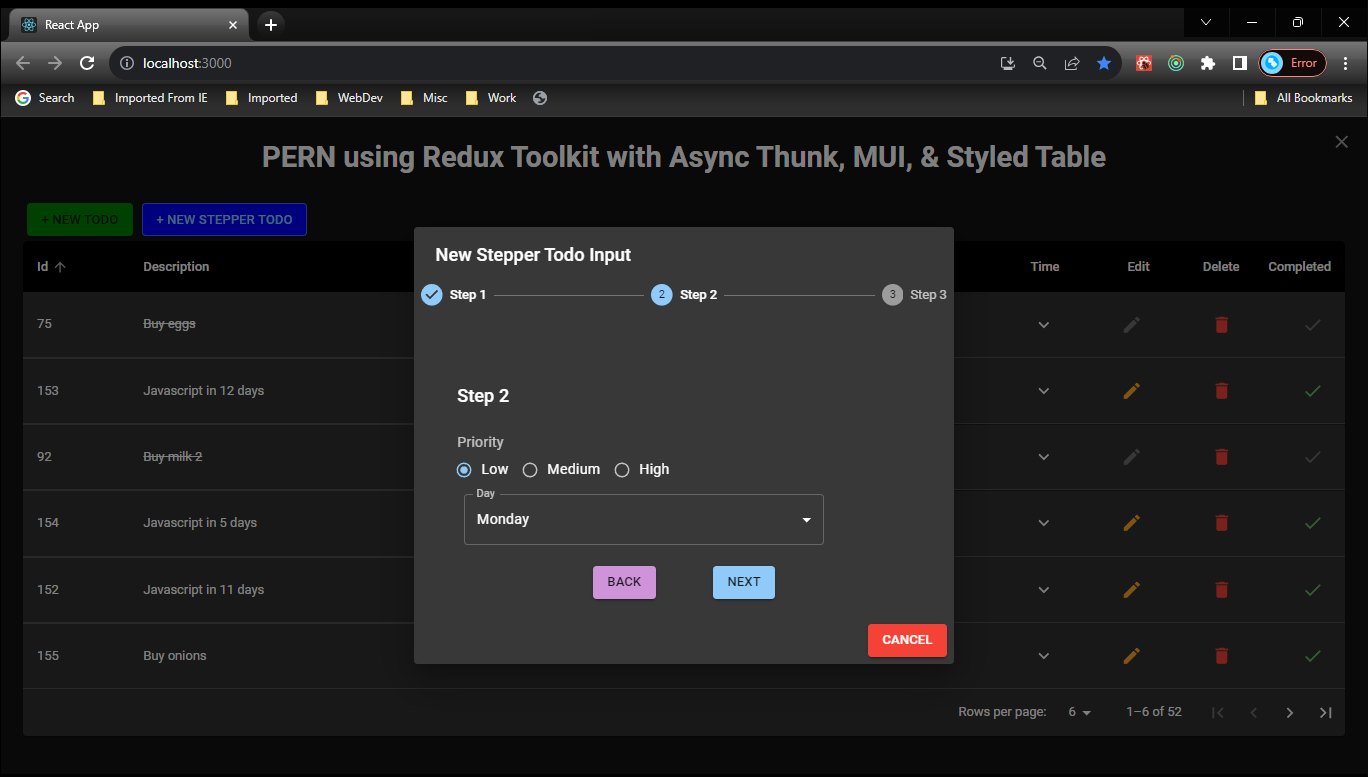 React App
localhost:3000
Error
Search Imported From IE Imported WebDev Misc Work All Bookmarks
PERN using Redux Toolkit with Async Thunk, MUI, & Styled Table
+ NEW TODO + NEW STEPPER TODO
New Stepper Todo Input
Id Description Time Edit Delete Completed
Step 1 2 Step 2 3 Step 3
75 Buy eggs
153 Javascript in 12 days
Step 2
Priority
92 Buy milk 2
Low Medium High
Day
Monday
154 Javascript in 5 days
BACK NEXT
152 Javascript in 11 days
CANCEL
155 Buy onions
Rows per page: 6 1–6 of 52